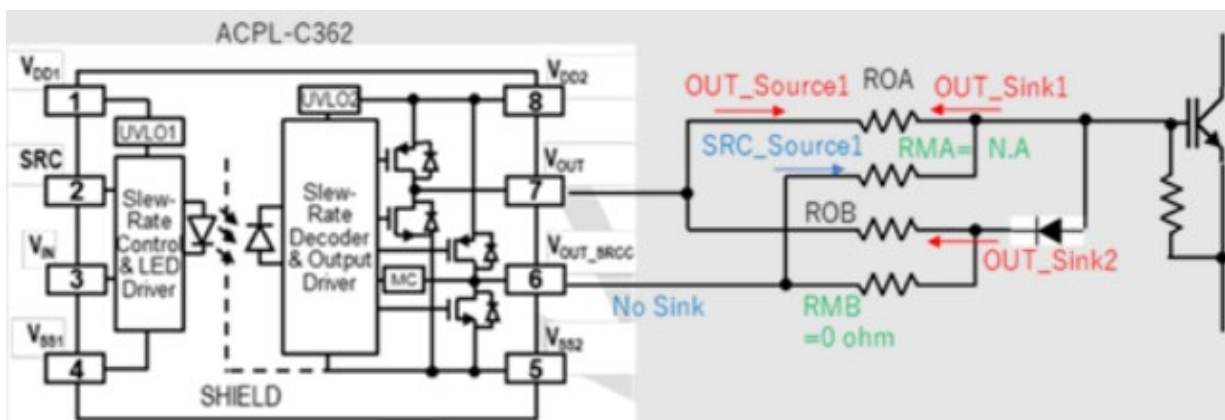 ACPL-C362
VDD1
1
UVLO1
SRC
2
Slew-
Rate
Control
& LED
Driver
VIN
3
VSS1
4
SHIELD
UVLO2
Slew-
Rate
Decoder
& Output
Driver
MC
VDD2
8
VOUT
7
VOUT_SRCC
6
VSS2
5
OUT_Source1
ROA
OUT_Sink1
SRC_Source1
RMA= N.A
ROB
OUT_Sink2
No Sink
RMB
=0 ohm